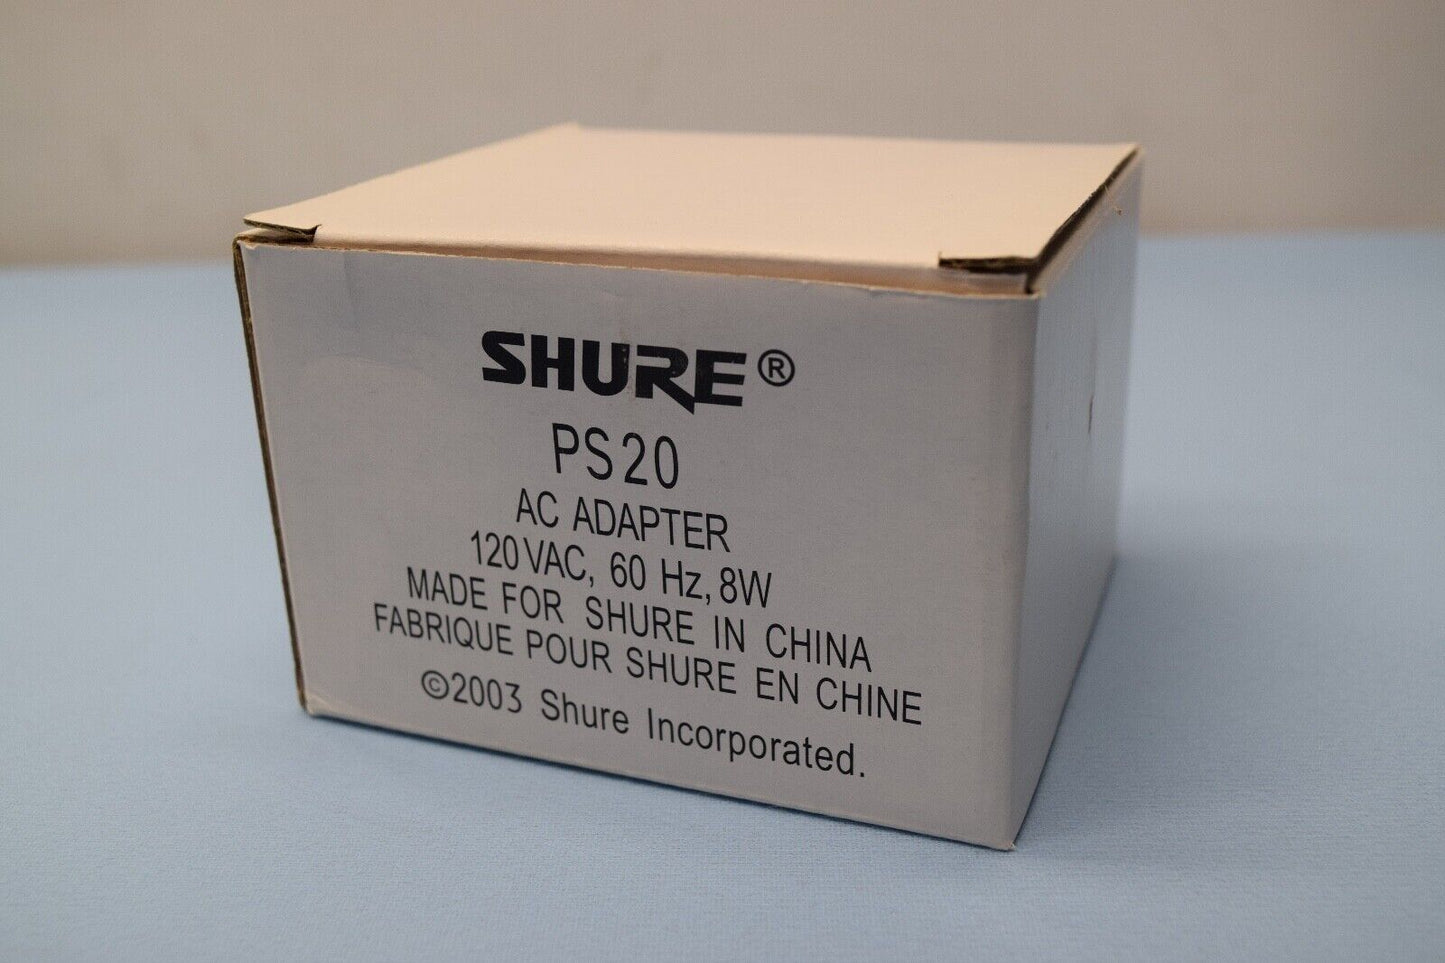 SHURE®
PS20
AC ADAPTER
120VAC, 60 Hz, 8W
MADE FOR SHURE IN CHINA
FABRIQUE POUR SHURE EN CHINE
©2003 Shure Incorporated.